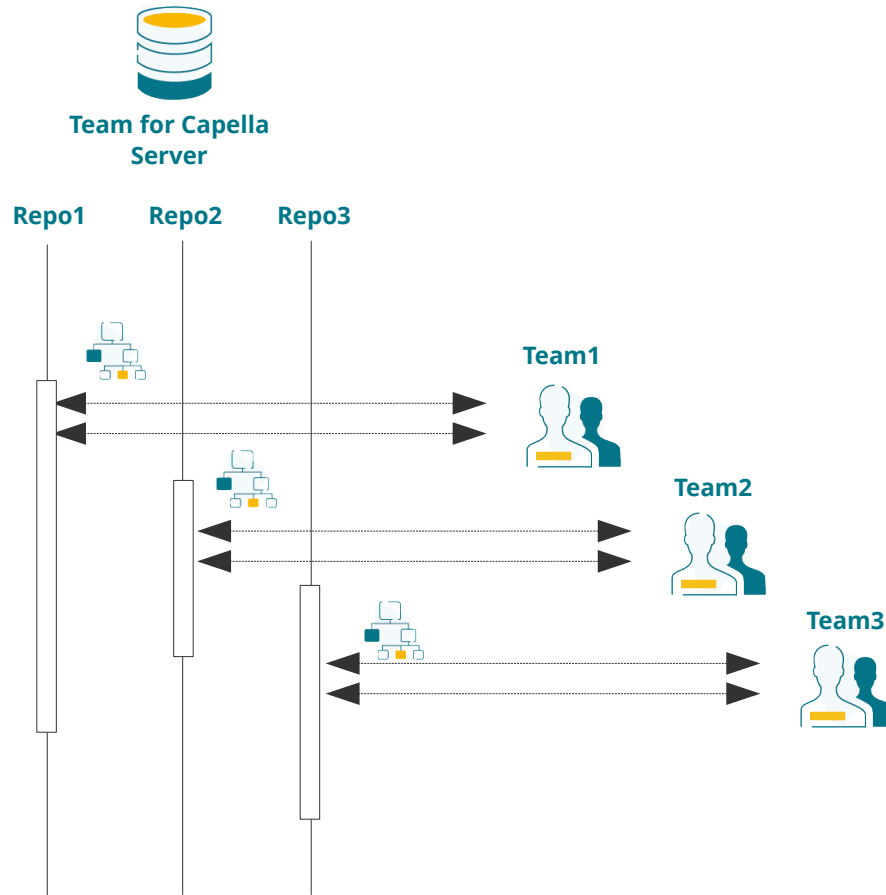 Team for Capella
Server
Repo1 Repo2 Repo3
Team1
Team2
Team3